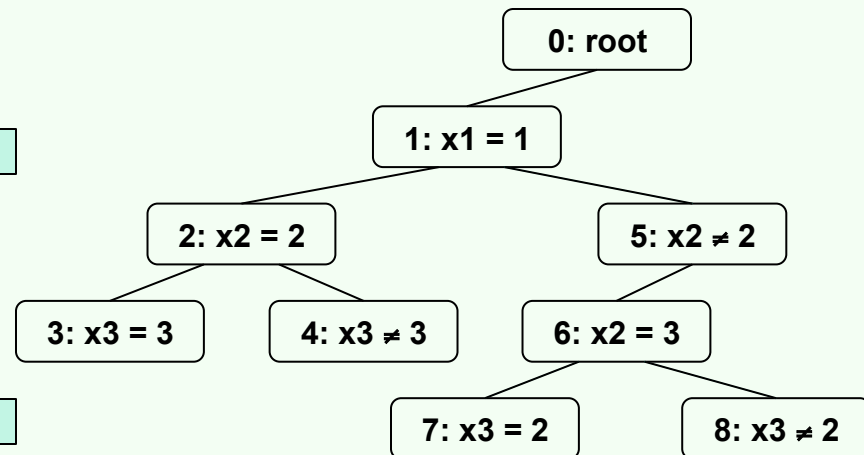 0: root
1: x1 = 1
2: x2 = 2
5: x2 ≠ 2
3: x3 = 3
4: x3 ≠ 3
6: x2 = 3
7: x3 = 2
8: x3 ≠ 2